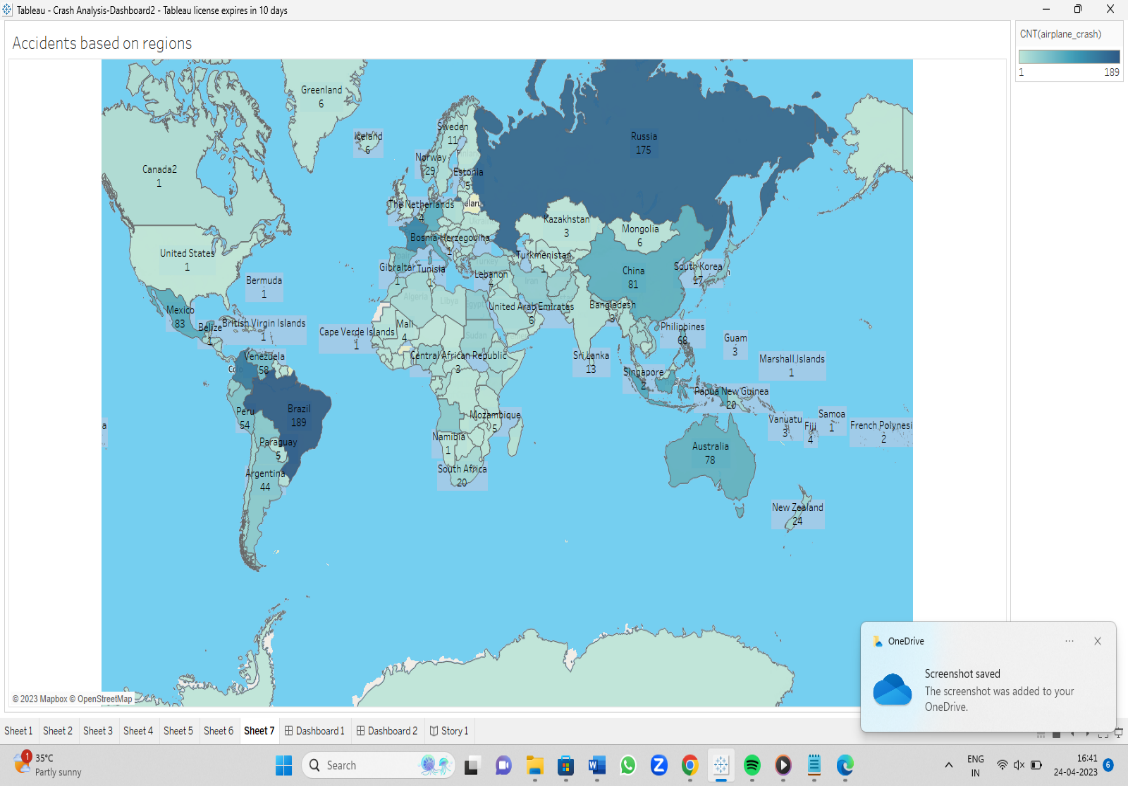 Tableau - Crash Analysis-Dashboard2 - Tableau license expires in 10 days
Accidents based on regions
CNT(airplane_crash)
1 189
Greenland
6
Iceland
6
Sweden
11
Russia
175
Norway
29
Canada2
1
Estonia
5
The Netherlands
4
Kazakhstan
3
Mongolia
6
Bosnia-Herzegovina
United States
1
Turkmenistan
1
Gibraltar
1
Tunisia
Lebanon
4
China
81
South Korea
17
Bermuda
1
Mexico
83
Belize
British Virgin Islands
1
Cape Verde Islands
1
Mali
4
United Arab Emirates
6
Bangladesh
Philippines
68
Guam
3
Venezuela
58
Co
Central African Republic
3
Sri Lanka
13
Singapore
Marshall Islands
1
Papua New Guinea
20
Peru
54
Brazil
189
Mozambique
5
Vanuatu
3
Fiji
4
Samoa
1
French Polynesi
2
a
Paraguay
5
Namibia
1
Australia
78
Argentina
44
South Africa
20
New Zealand
24
© 2023 Mapbox © OpenStreetMap
OneDrive
Screenshot saved
The screenshot was added to your
OneDrive.
Sheet 1 Sheet 2 Sheet 3 Sheet 4 Sheet 5 Sheet 6 Sheet 7 Dashboard 1 Dashboard 2 Story 1
1
35°C
Partly sunny
Search
ENG
IN
16:41
24-04-2023
6